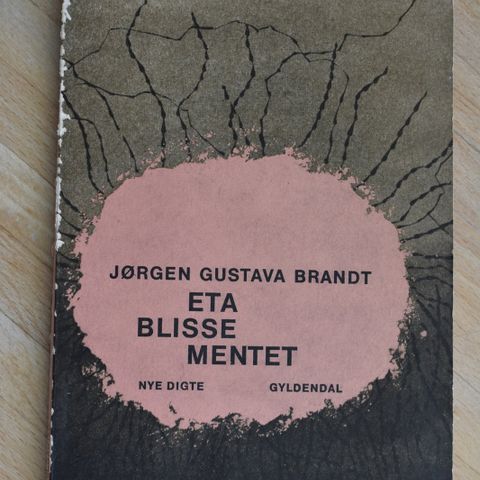 JØRGEN GUSTAVA BRANDT
ETA
BLISSE
MENTET
NYE DIGTE GYLDENDAL